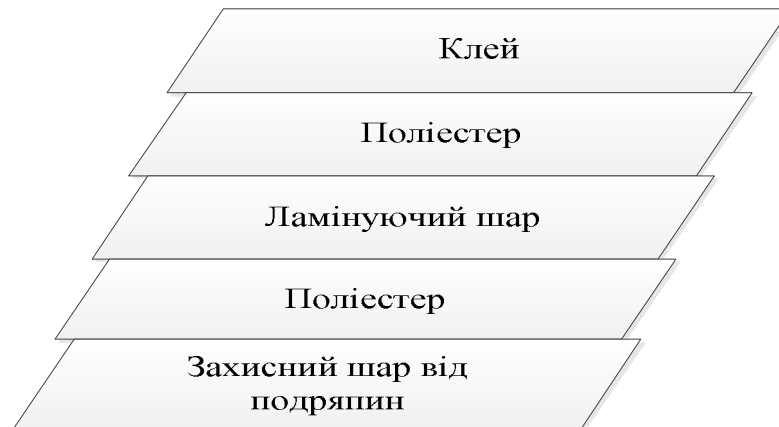 Клей
Поліестер
Ламінуючий шар
Поліестер
Захисний шар від
подряпин